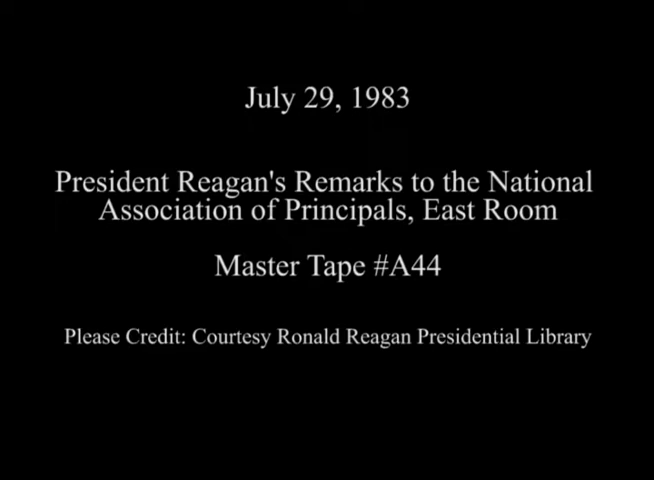 July 29, 1983
President Reagan's Remarks to the National
Association of Principals, East Room
Master Tape #A44
Please Credit: Courtesy Ronald Reagan Presidential Library